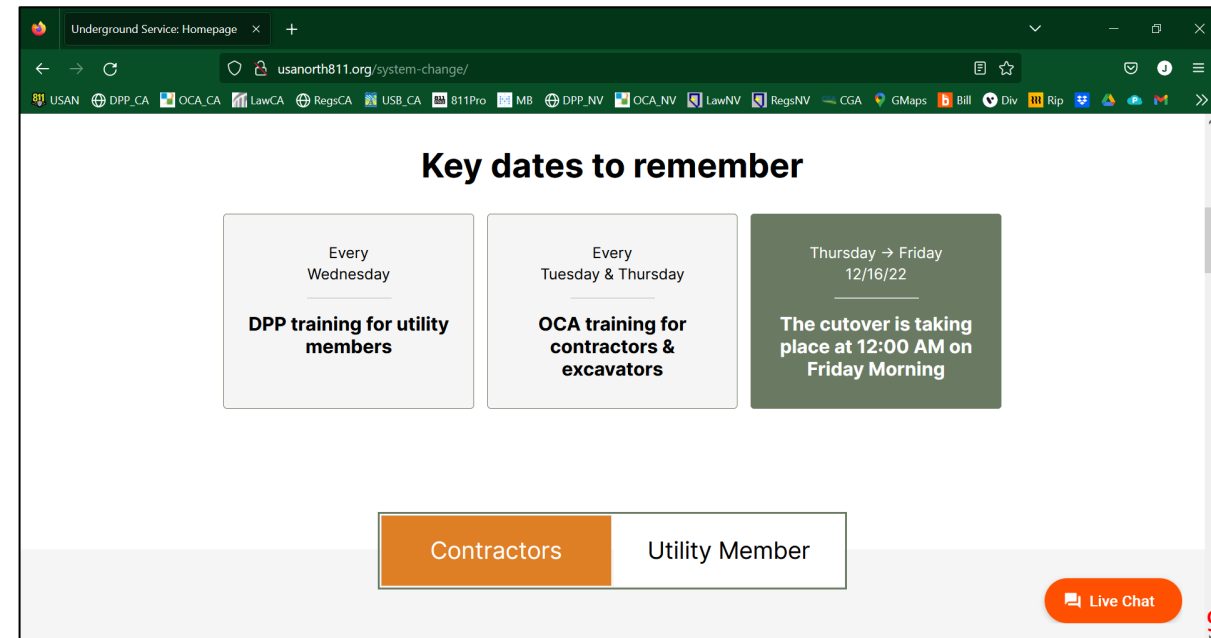 Underground Service: Homepage
usanorth811.org/system-change/
USAN DPP_CA OCA_CA LawCA RegsCA USB_CA 811Pro MB DPP_NV OCA_NV LawNV RegsNV CGA GMaps Bill Div Rip
Key dates to remember
Every
Wednesday
DPP training for utility
members
Every
Tuesday & Thursday
OCA training for
contractors &
excavators
Thursday → Friday
12/16/22
The cutover is taking
place at 12:00 AM on
Friday Morning
Contractors
Utility Member
Live Chat